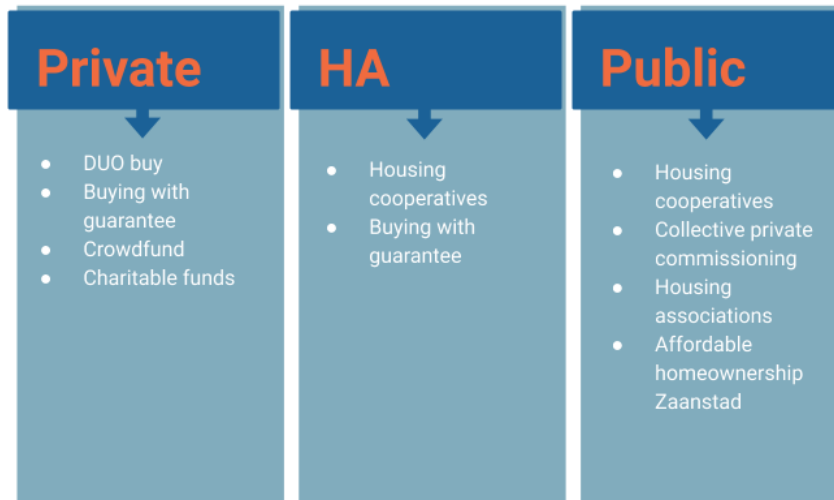 Private
• DUO buy
• Buying with
guarantee
• Crowdfund
• Charitable funds
HA
• Housing
cooperatives
• Buying with
guarantee
Public
• Housing
cooperatives
• Collective private
commissioning
• Housing
associations
• Affordable
homeownership
Zaanstad